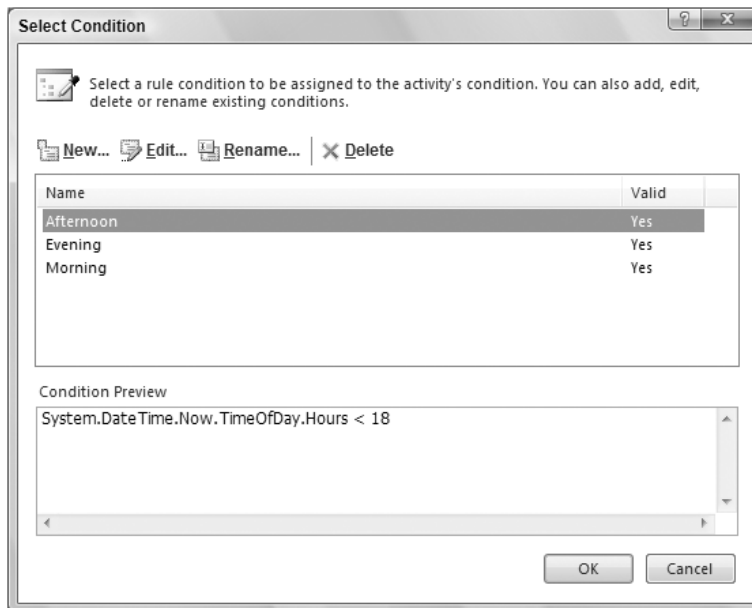 Select Condition
Select a rule condition to be assigned to the activity's condition. You can also add, edit,
delete or rename existing conditions.
New... Edit... Rename... Delete
Name Valid
Afternoon Yes
Evening Yes
Morning Yes
Condition Preview
System.DateTime.Now.TimeOfDay.Hours < 18
OK Cancel